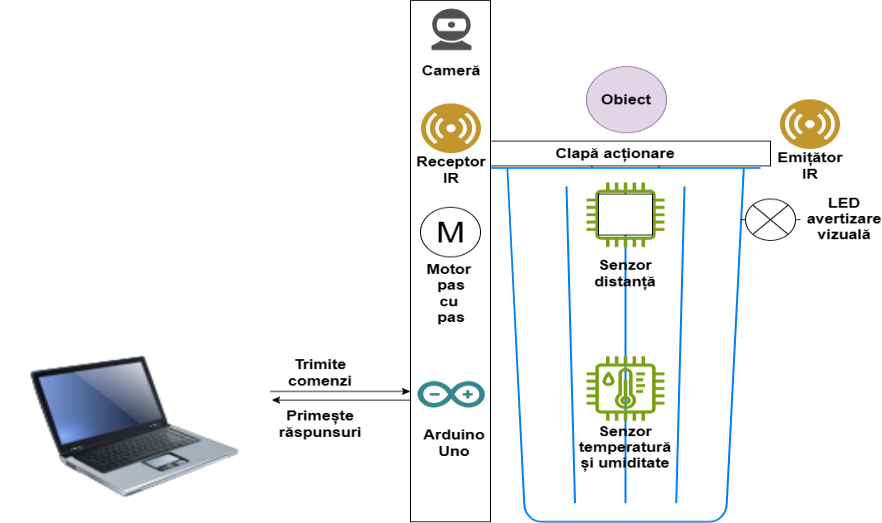 Cameră
Obiect
Receptor
IR
Clapă acționare
Emițător
IR
LED
avertizare
vizuală
M
Motor
pas
cu
pas
Senzor
distanță
Trimite
comenzi
Primește
răspunsuri
Arduino
Uno
Senzor
temperatură
și umiditate